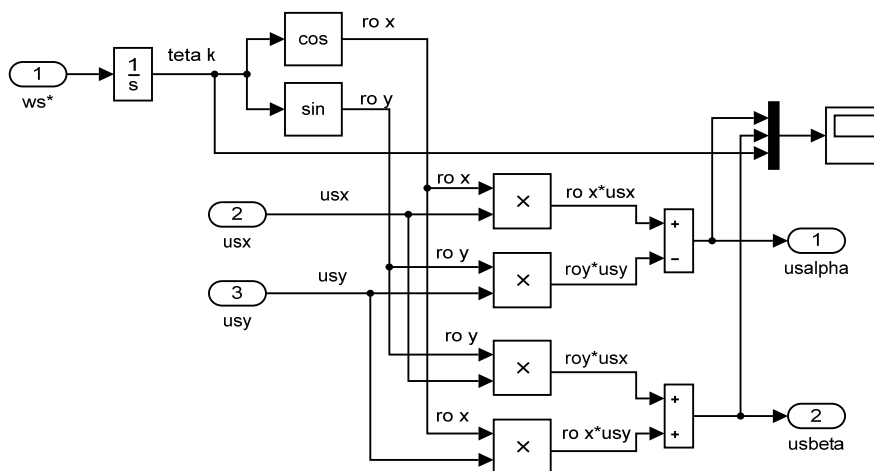 ro x
cos
teta k
1
1
s
ws*
ro y
sin
ro x
usx
ro x*usx
×
+
2
usx
−
1
ro y
usalpha
usy
roy*usy
×
3
usy
ro y
roy*usx
×
+
ro x
2
ro x*usy
+
×
usbeta